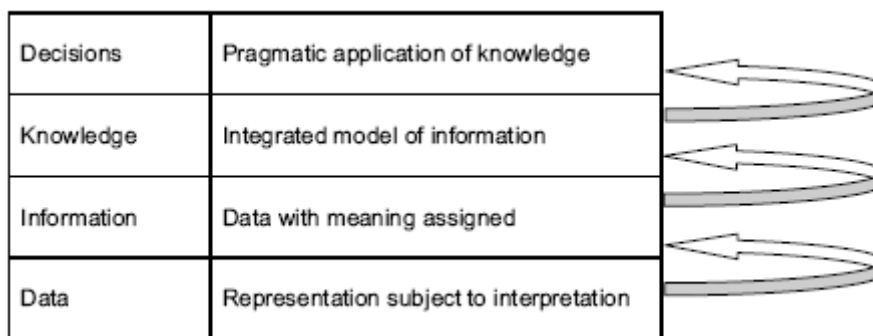 Decisions Pragmatic application of knowledge
Knowledge Integrated model of information
Information Data with meaning assigned
Data Representation subject to interpretation